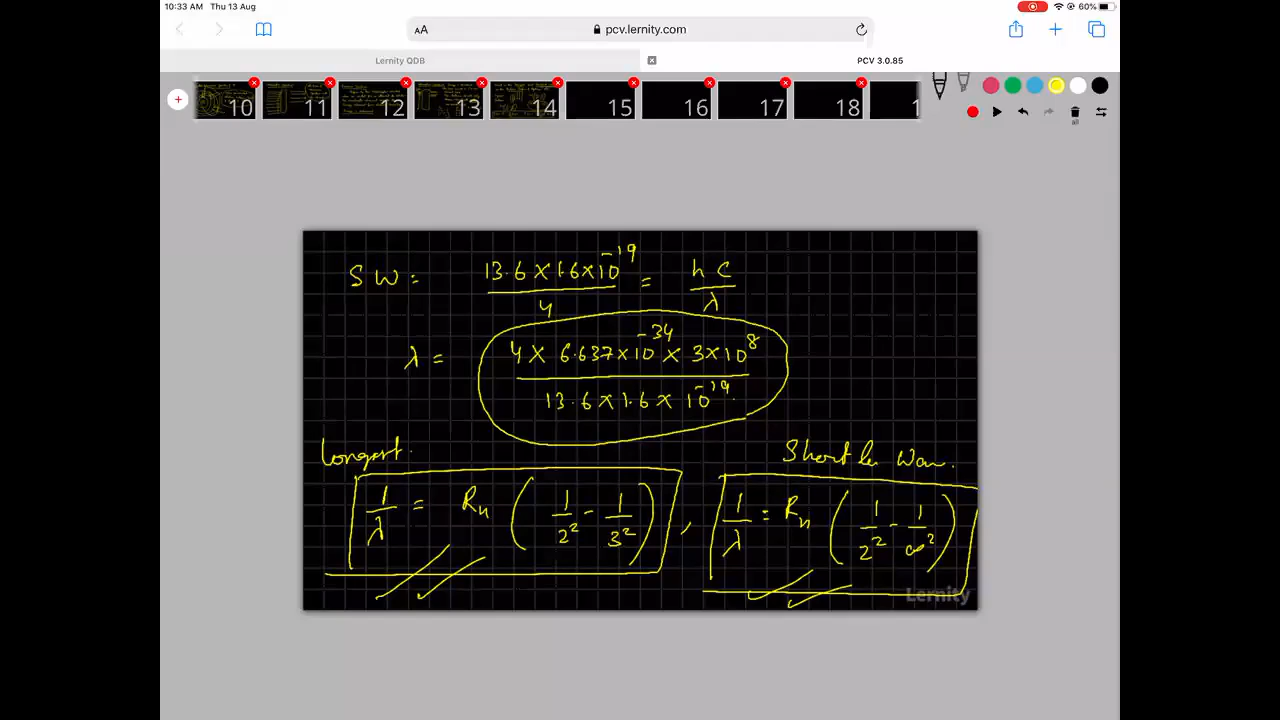 10:33 AM Thu 13 Aug
60%
AA
pcv.lernity.com
Lernity QDB
PCV 3.0.85
10 11 12 13 14 15 16 17 18 1
all
SW = 13.6 × 1.6 × 10^-19 / 4 = hc / λ
λ = 4 × 6.637 × 10^-34 × 3 × 10^8 / 13.6 × 1.6 × 10^-19
Longest.
1/λ = R_H (1/2² - 1/3²) ,
1/λ = R_H (1/2² - 1/∞²)
Lernity